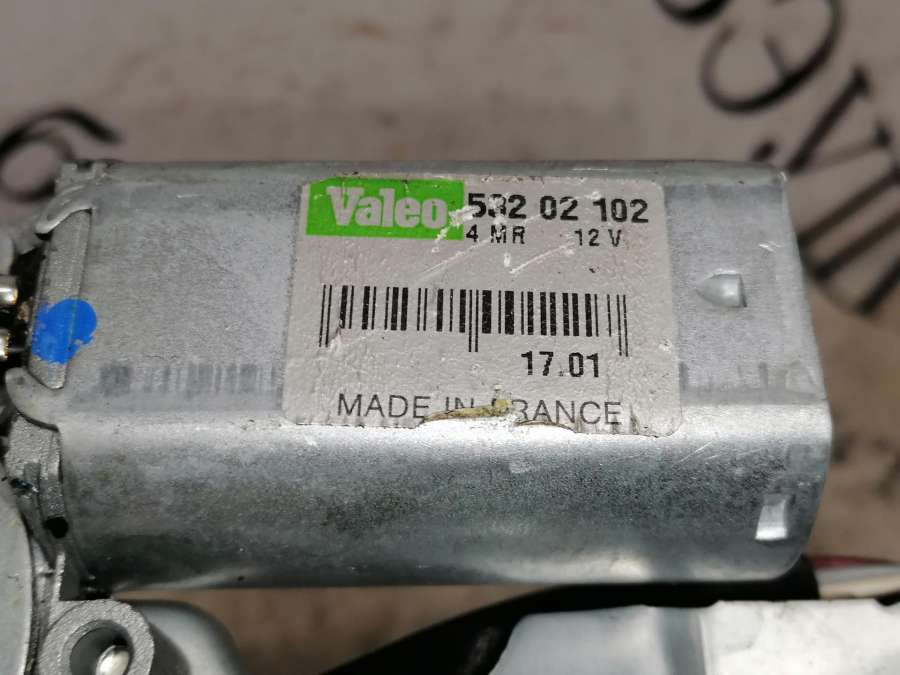 Valeo 532 02 102
4 MR 12 V
17.01
MADE IN FRANCE